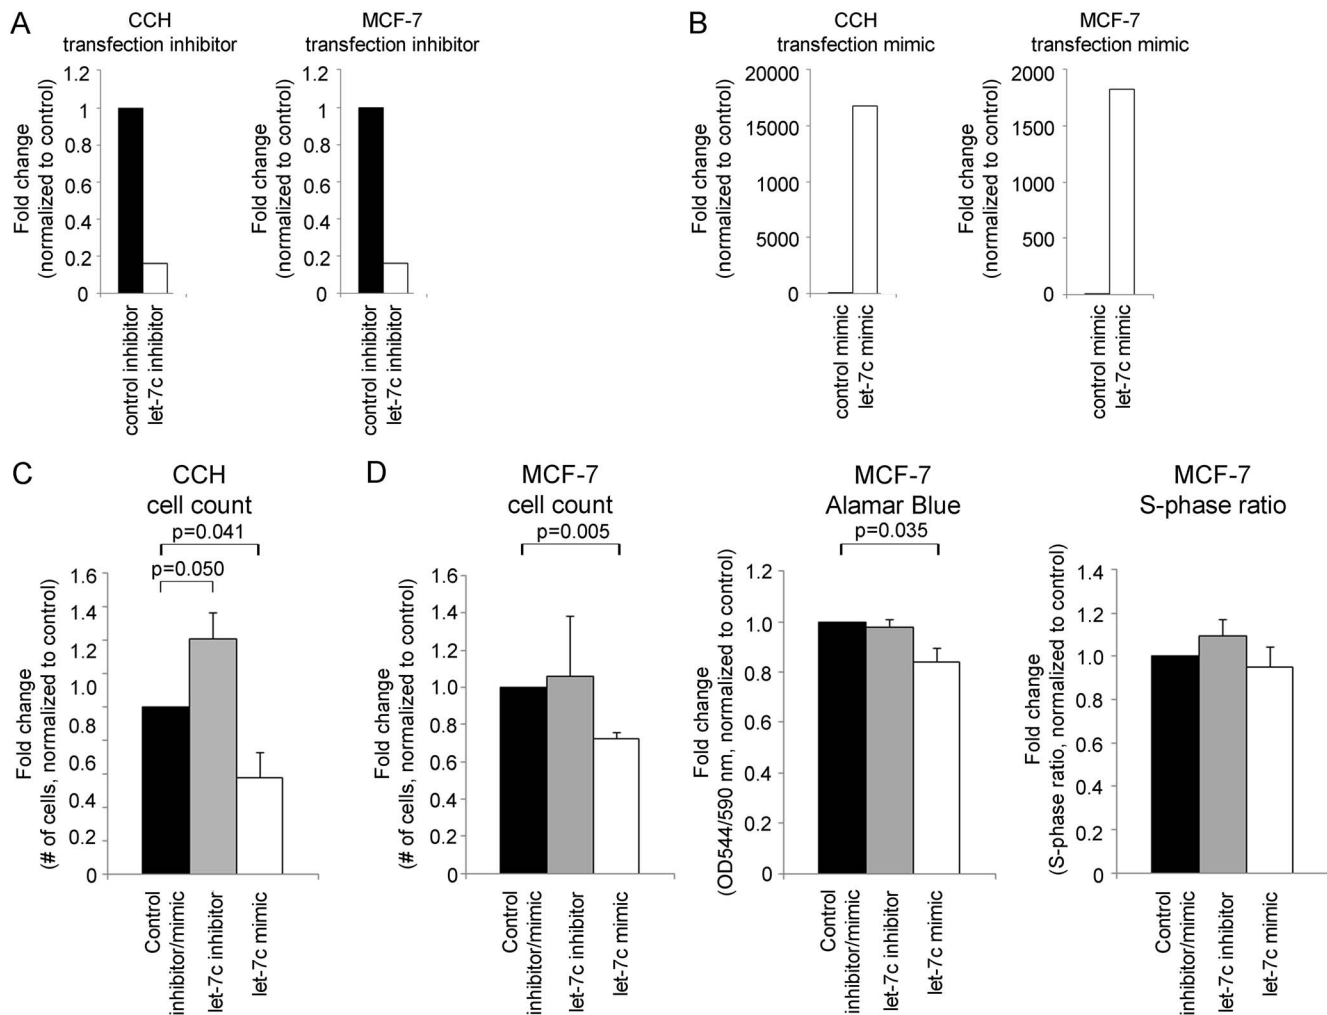 A
CCH
transfection inhibitor
MCF-7
transfection inhibitor
Fold change
(normalized to control)
1.2
1
0.8
0.6
0.4
0.2
0
control inhibitor
let-7c inhibitor
Fold change
(normalized to control)
1.2
1
0.8
0.6
0.4
0.2
0
control inhibitor
let-7c inhibitor
B
CCH
transfection mimic
MCF-7
transfection mimic
Fold change
(normalized to control)
20000
15000
1000
5000
0
control mimic
let-7c mimic
Fold change
(normalized to control)
2000
1500
1000
500
0
control mimic
let-7c mimic
C
CCH
cell count
p=0.041
p=0.050
Fold change
(# of cells, normalized to control)
1.6
1.4
1.2
1.0
0.8
0.6
0.4
0.2
0
Control
inhibitor/mimic
let-7c inhibitor
let-7c mimic
D
MCF-7
cell count
p=0.005
Fold change
(# of cells, normalized to control)
1.6
1.4
1.2
1.0
0.8
0.6
0.4
0.2
0
Control
inhibitor/mimic
let-7c inhibitor
let-7c mimic
MCF-7
Alamar Blue
p=0.035
Fold change
(OD544/590 nm, normalized to control)
1.2
1.0
0.8
0.6
0.4
0.2
0
Control
inhibitor/mimic
let-7c inhibitor
let-7c mimic
MCF-7
S-phase ratio
Fold change
(S-phase ratio, normalized to control)
1.4
1.2
1.0
0.8
0.6
0.4
0.2
0
Control
inhibitor/mimic
let-7c inhibitor
let-7c mimic